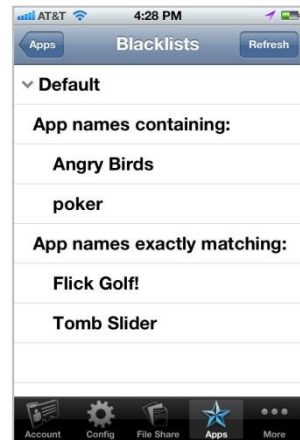 AT&T 4:28 PM
Apps Blacklists Refresh
Default
App names containing:
Angry Birds
poker
App names exactly matching:
Flick Golf!
Tomb Slider
Account Config File Share Apps More